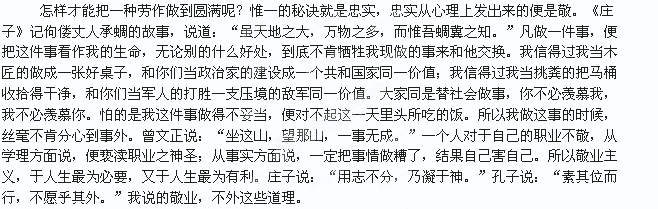 怎样才能把一种劳作做到圆满呢？惟一的秘诀就是忠实，忠实从心理上发出来的便是敬。《庄
子》记佝偻丈人承蜩的故事，说道：“虽天地之大，万物之多，而惟吾蜩翼之知。”凡做一件事，便
把这件事看作我的生命，无论别的什么好处，到底不肯牺牲我现做的事来和他交换。我信得过我当木
匠的做成一张好桌子，和你们当政治家的建设成一个共和国家同一价值；我信得过我当挑粪的把马桶
收拾得干净，和你们当军人的打胜一支压境的敌军同一价值。大家同是替社会做事，你不必羡慕我，
我不必羡慕你。怕的是我这件事做得不妥当，便对不起这一天里头所吃的饭。所以我做这事的时候，
丝毫不肯分心到事外。曾文正说：“坐这山，望那山，一事无成。”一个人对于自己的职业不敬，从
学理方面说，便亵渎职业之神圣；从事实方面说，一定把事情做糟了，结果自己害自己。所以敬业主
义，于人生最为必要，又于人生最为有利。庄子说：“用志不分，乃凝于神。”孔子说：“素其位而
行，不愿乎其外。”我说的敬业，不外这些道理。